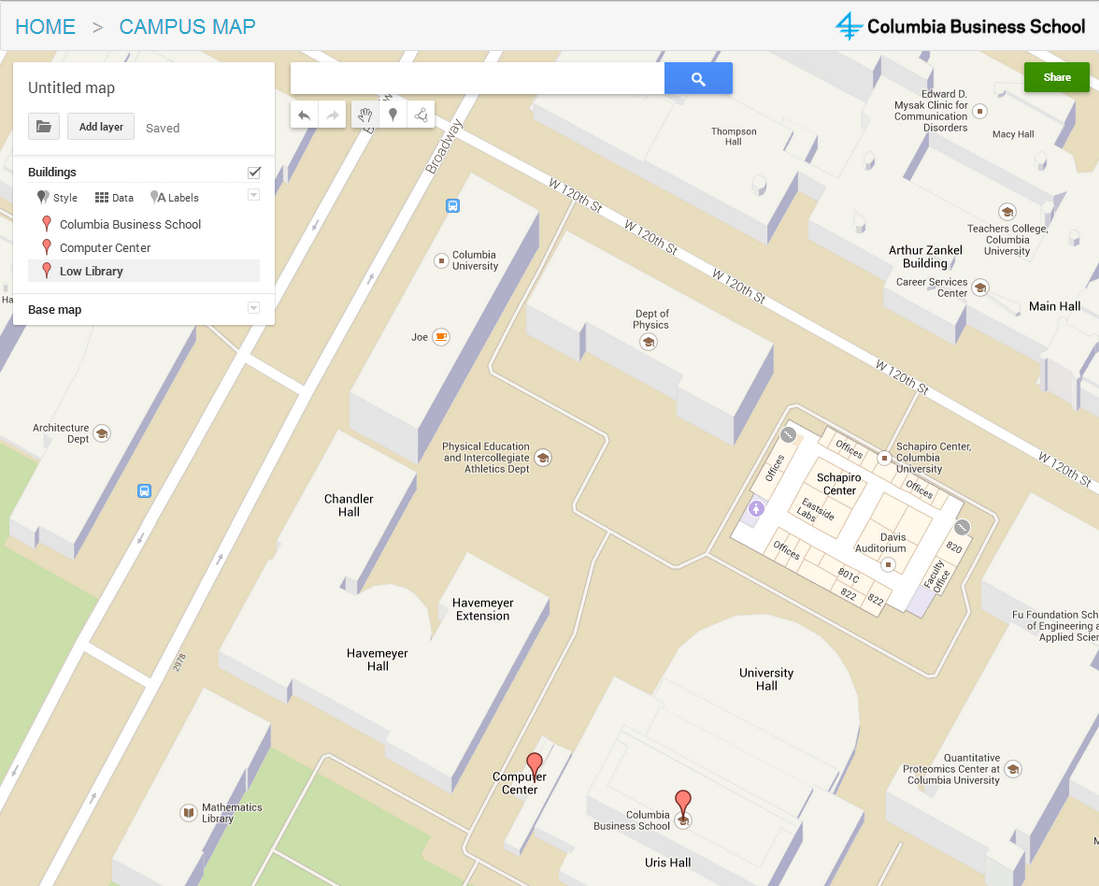 HOME > CAMPUS MAP
Columbia Business School
Untitled map
Add layer
Saved
Share
Buildings
Style
Data
A Labels
Columbia Business School
Computer Center
Low Library
Base map
Broadway
W 120th St
W 120th St
W 120th St
W 120th St
W 120th St
Thompson
Hall
Edward D.
Mysak Clinic for
Communication
Disorders
Macy Hall
Teachers College,
Columbia
University
Arthur Zankel
Building
Career Services
Center
Main Hall
Columbia
University
Joe
Dept of
Physics
Architecture
Dept
Physical Education
and Intercollegiate
Athletics Dept
Schapiro Center,
Columbia
University
Offices
Offices
Offices
Schapiro
Center
Eastside
Labs
Davis
Auditorium
Offices
801C
822
822
820
Faculty
Office
Chandler
Hall
Havemeyer
Extension
Havemeyer
Hall
2978
University
Hall
Fu Foundation Sch
of Engineering a
Applied Scien
Computer
Center
Quantitative
Proteomics Center at
Columbia University
Mathematics
Library
Columbia
Business School
Uris Hall